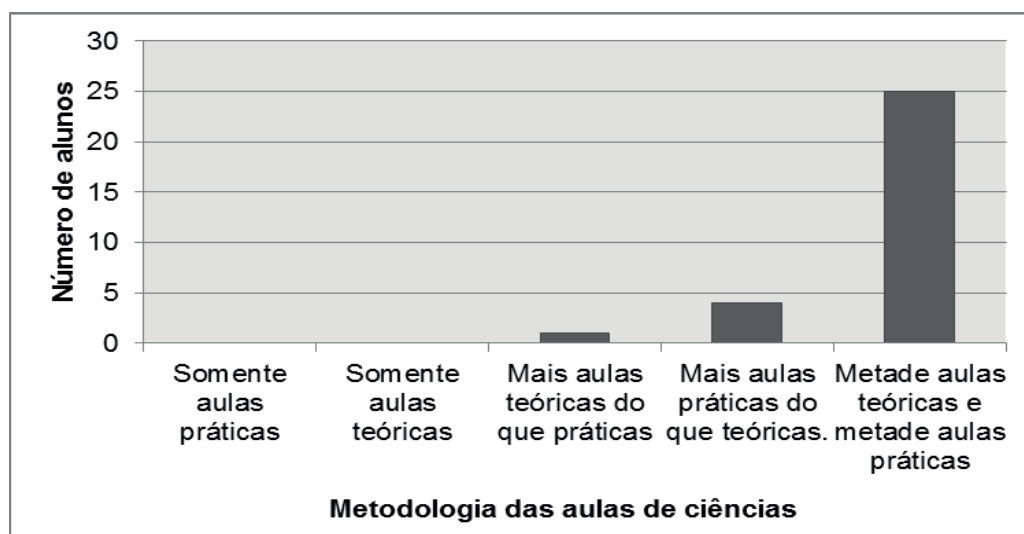 Número de alunos
30
25
20
15
10
5
0
Somente
aulas
práticas
Somente
aulas
teóricas
Mais aulas
teóricas do
que práticas
Mais aulas
práticas do
que teóricas.
Metade aulas
teóricas e
metade aulas
práticas
Metodologia das aulas de ciências